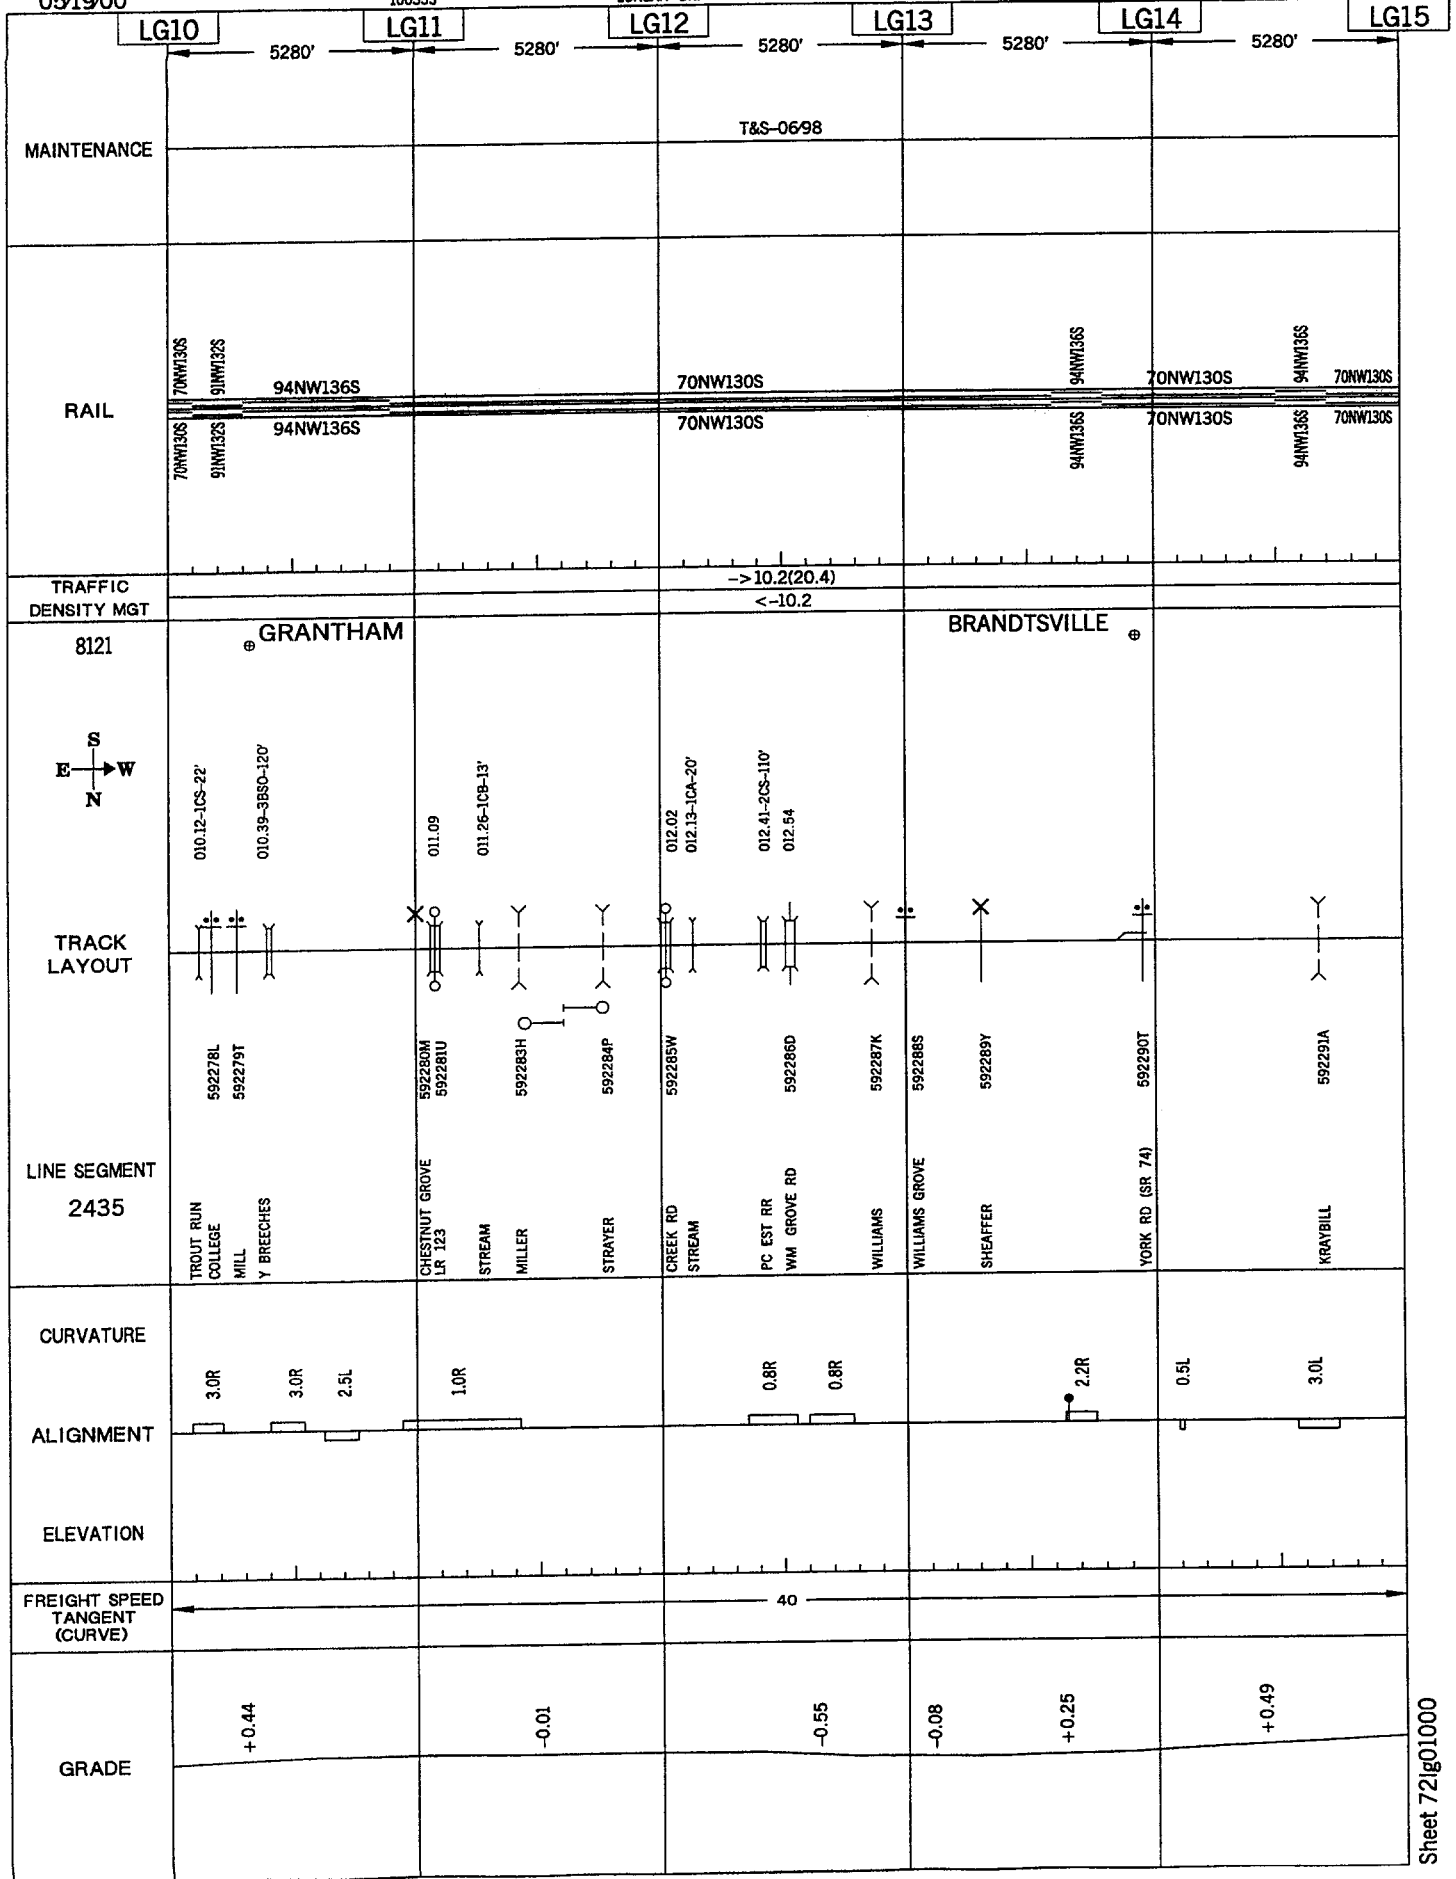 05/19/00
LG10 LG11 LG12 LG13 LG14 LG15
5280' 5280' 5280' 5280' 5280'
T&S-06/98
MAINTENANCE
70NW130S 91NW132S 94NW136S 70NW130S 94NW136S 70NW130S 94NW136S 70NW130S
RAIL
70NW130S 91NW132S 94NW136S 70NW130S 94NW136S 70NW130S 94NW136S 70NW130S
TRAFFIC
DENSITY MGT
->10.2(20.4)
<-10.2
8121
GRANTHAM BRANDTSVILLE
S
E W
N
010.12-1CS-22' 010.39-3BSO-120' 011.09 011.26-1CB-13' 012.02 012.13-1CA-20' 012.41-2CS-110' 012.54
TRACK
LAYOUT
592278L 592279T 592280M 592281U 592283H 592284P 592285W 592286D 592287K 592288S 592289Y 592290T 592291A
LINE SEGMENT
2435
TROUT RUN
COLLEGE
MILL
Y BREECHES
CHESTNUT GROVE
LR 123
STREAM
MILLER
STRAYER
CREEK RD
STREAM
PC EST RR
WM GROVE RD
WILLIAMS
WILLIAMS GROVE
SHEAFFER
YORK RD (SR 74)
KRAYBILL
CURVATURE
3.0R 3.0R 2.5L 1.0R 0.8R 0.8R 2.2R 0.5L 3.0L
ALIGNMENT
ELEVATION
FREIGHT SPEED
TANGENT
(CURVE)
40
GRADE
+0.44 -0.01 -0.55 -0.08 +0.25 +0.49
Sheet 72lg01000